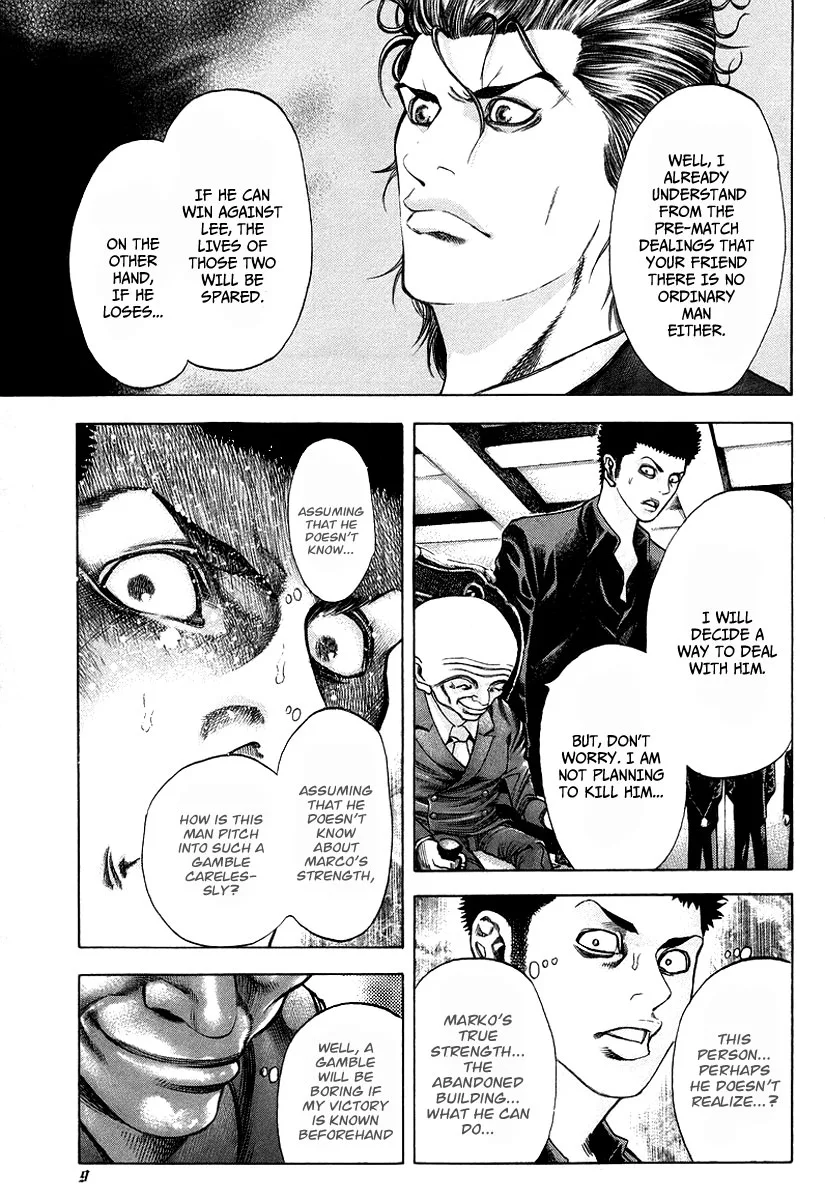 WELL, I
ALREADY
UNDERSTAND
FROM THE
PRE-MATCH
DEALINGS THAT
YOUR FRIEND
THERE IS NO
ORDINARY
MAN
EITHER.
IF HE CAN
WIN AGAINST
LEE, THE
LIVES OF
THOSE TWO
WILL BE
SPARED.
ON THE
OTHER
HAND,
IF HE
LOSES...
I WILL
DECIDE A
WAY TO DEAL
WITH HIM.
BUT, DON'T
WORRY. I AM
NOT PLANNING
TO KILL HIM...
ASSUMING
THAT HE
DOESN'T
KNOW...
ASSUMING
THAT HE
DOESN'T
KNOW
ABOUT
MARCO'S
STRENGTH,
HOW IS THIS
MAN PITCH
INTO SUCH A
GAMBLE
CARELES-
SLY?
THIS
PERSON...
PERHAPS
HE DOESN'T
REALIZE...?
MARKO'S
TRUE
STRENGTH...
THE
ABANDONED
BUILDING...
WHAT HE CAN
DO...
WELL, A
GAMBLE
WILL BE
BORING IF
MY VICTORY
IS KNOWN
BEFOREHAND
9